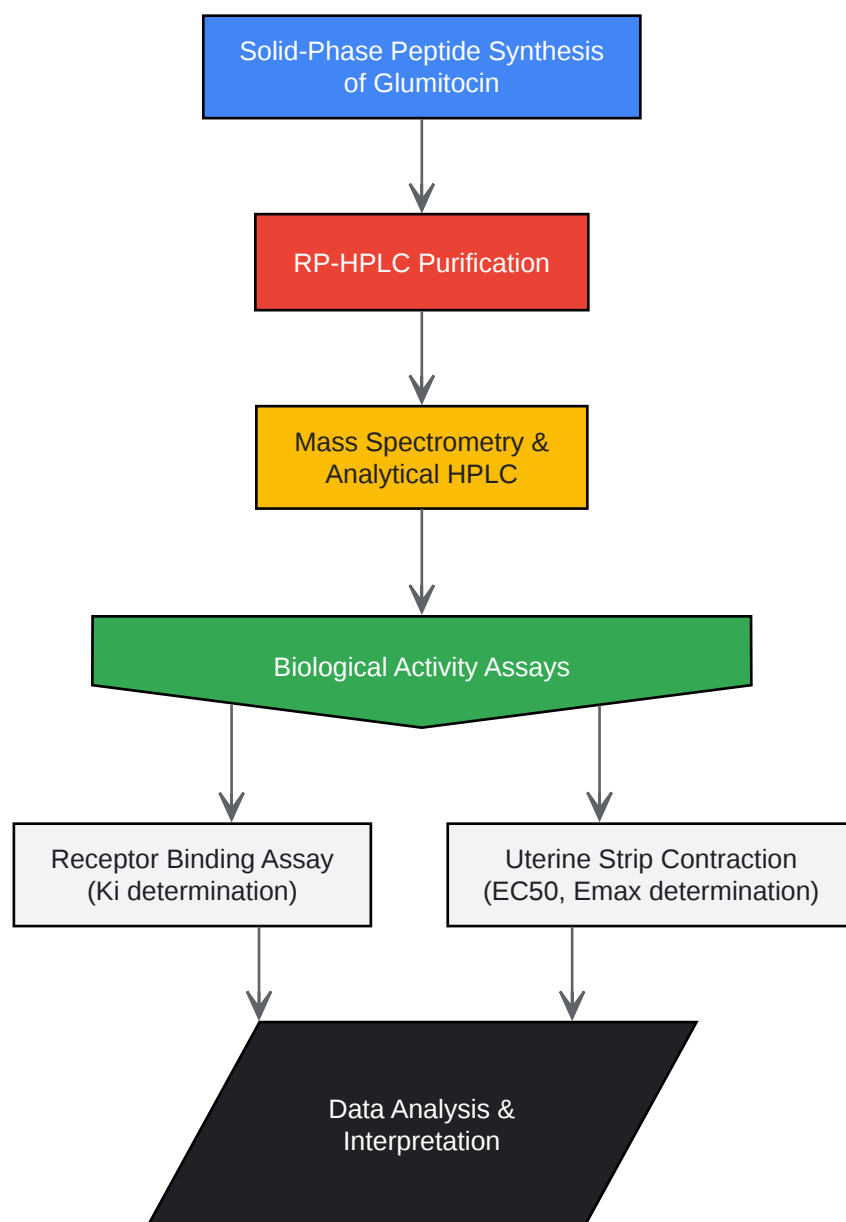 Solid-Phase Peptide Synthesis
of Glumitocin
RP-HPLC Purification
Mass Spectrometry &
Analytical HPLC
Biological Activity Assays
Receptor Binding Assay
(Ki determination)
Uterine Strip Contraction
(EC50, Emax determination)
Data Analysis &
Interpretation